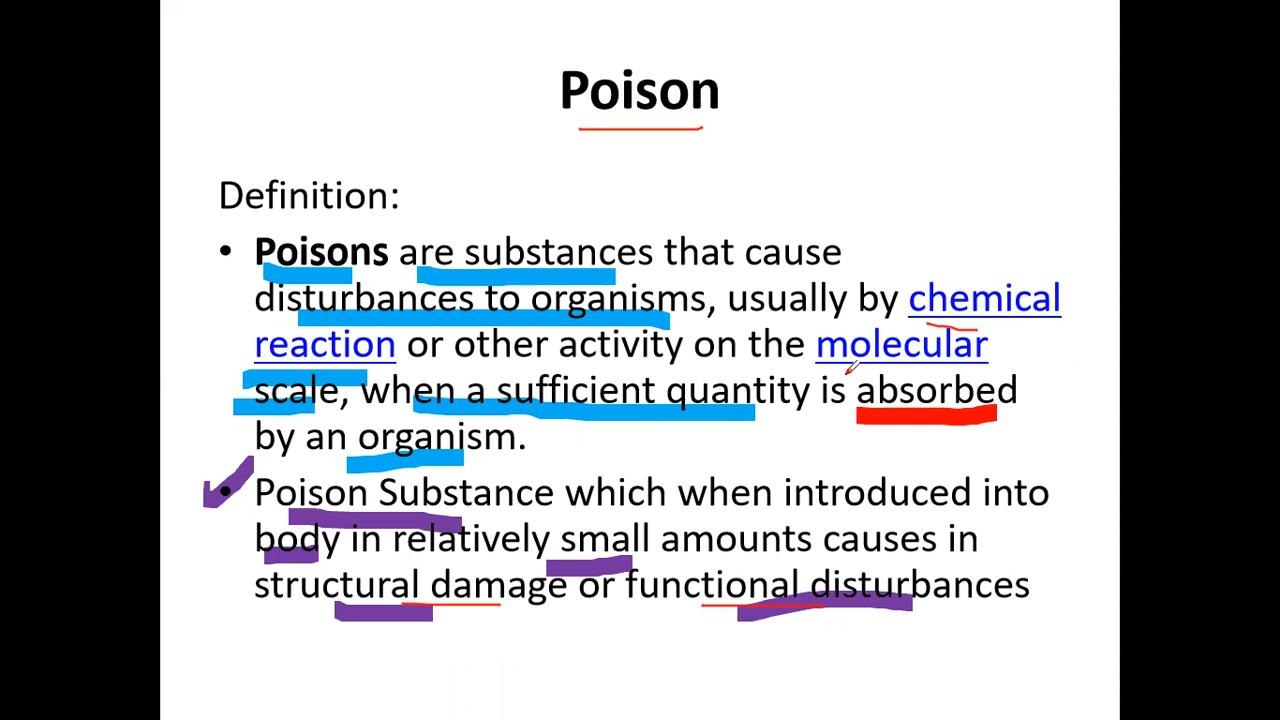 Poison
Definition:
• Poisons are substances that cause
disturbances to organisms, usually by chemical
reaction or other activity on the molecular
scale, when a sufficient quantity is absorbed
by an organism.
• Poison Substance which when introduced into
body in relatively small amounts causes in
structural damage or functional disturbances